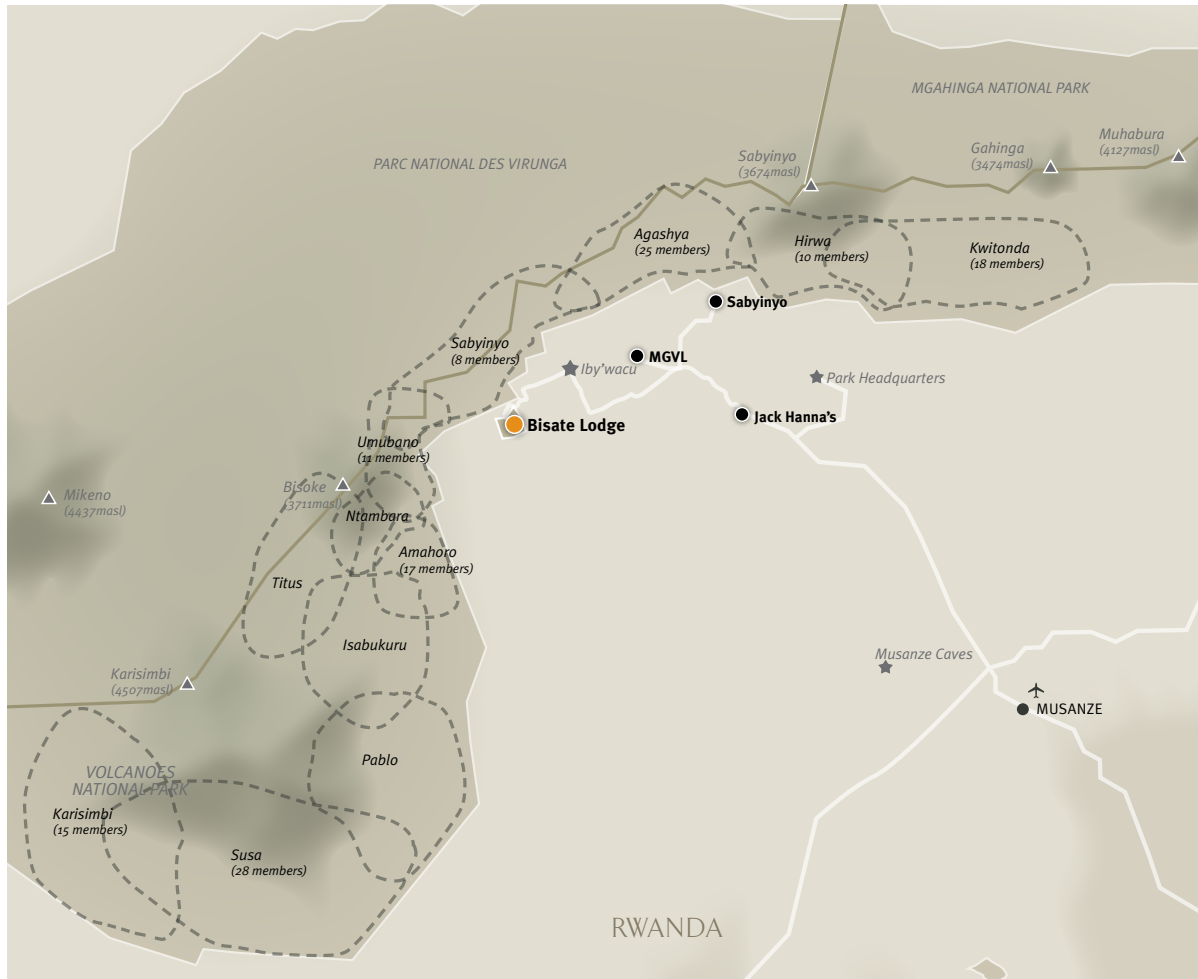 MGAHINGA NATIONAL PARK
Muhabura
(4127masl)
Gahinga
(3474masl)
Sabyinyo
(3674masl)
PARC NATIONAL DES VIRUNGA
Agashya
(25 members)
Hirwa
(10 members)
Kwitonda
(18 members)
Sabyinyo
Sabyinyo
(8 members)
MGVL
Iby'wacu
Park Headquarters
Jack Hanna's
Bisate Lodge
Umubano
(11 members)
Bisoke
(3711masl)
Mikeno
(4437masl)
Ntambara
Amahoro
(17 members)
Titus
Isabukuru
Musanze Caves
Karisimbi
(4507masl)
MUSANZE
Pablo
VOLCANOES
NATIONAL PARK
Karisimbi
(15 members)
Susa
(28 members)
RWANDA